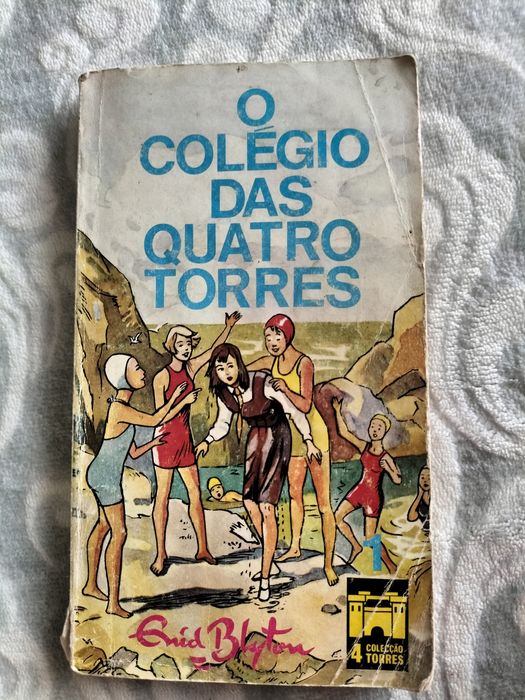 O
COLÉGIO
DAS
QUATRO
TORRES
1
Enid Blyton
4 COLECÇÃO
TORRES